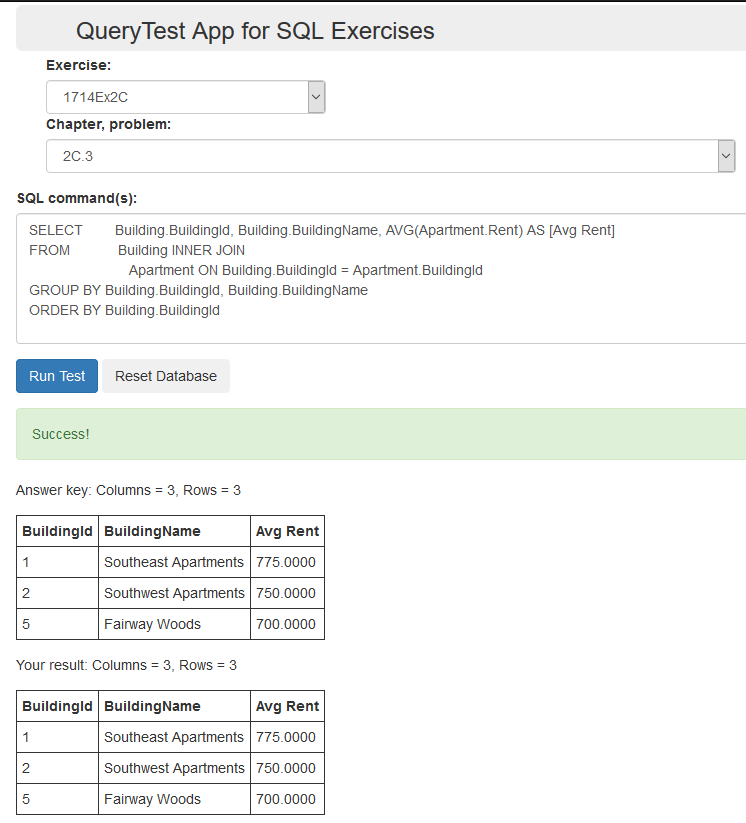 QueryTest App for SQL Exercises
Exercise:
1714Ex2C
Chapter, problem:
2C.3
SQL command(s):
SELECT Building.BuildingId, Building.BuildingName, AVG(Apartment.Rent) AS [Avg Rent]
FROM Building INNER JOIN
Apartment ON Building.BuildingId = Apartment.BuildingId
GROUP BY Building.BuildingId, Building.BuildingName
ORDER BY Building.BuildingId
Run Test Reset Database
Success!
Answer key: Columns = 3, Rows = 3
BuildingId BuildingName Avg Rent
1 Southeast Apartments 775.0000
2 Southwest Apartments 750.0000
5 Fairway Woods 700.0000
Your result: Columns = 3, Rows = 3
BuildingId BuildingName Avg Rent
1 Southeast Apartments 775.0000
2 Southwest Apartments 750.0000
5 Fairway Woods 700.0000